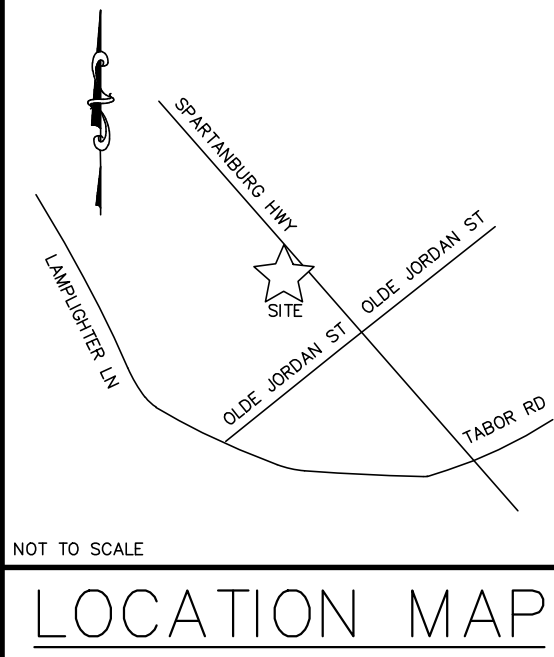 SPARTANBURG HWY
OLDE JORDAN ST
LAMPLIGHTER LN
SITE
OLDE JORDAN ST
TABOR RD
NOT TO SCALE
LOCATION MAP